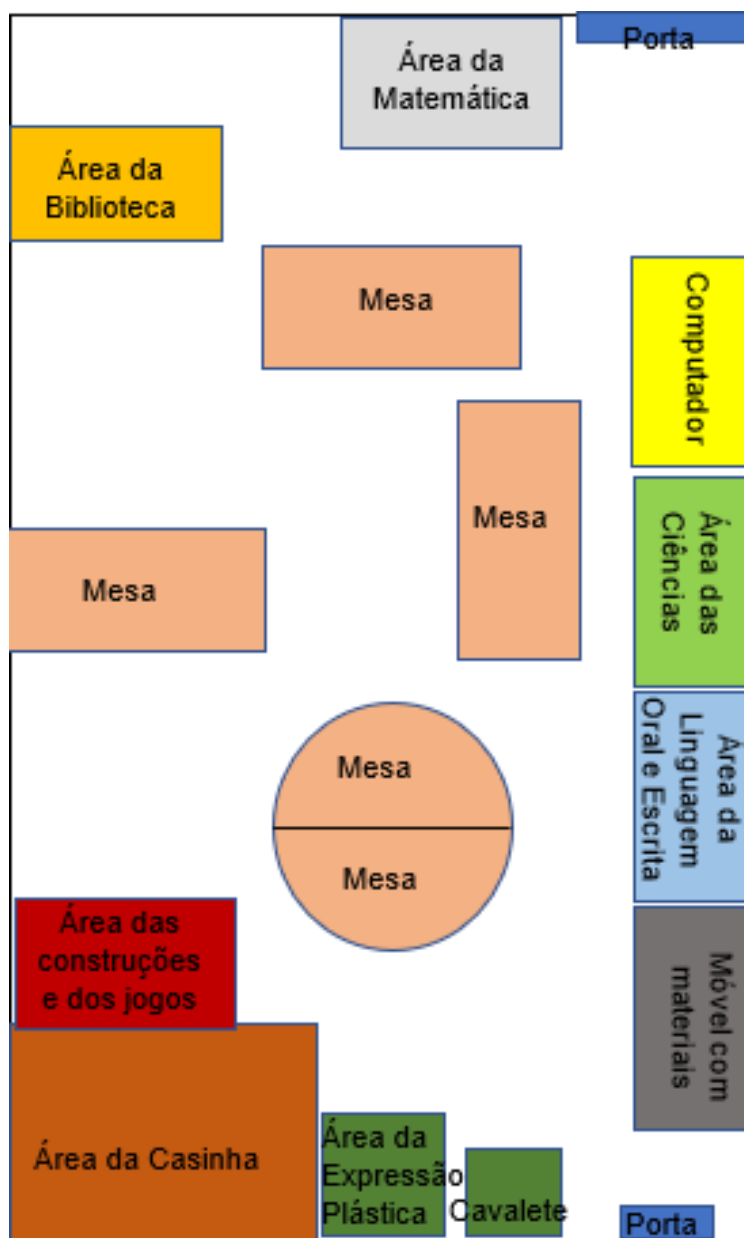 Porta
Área da
Matemática
Área da
Biblioteca
Mesa
Computador
Mesa
Área das
Ciências
Mesa
Área da
Linguagem
Oral e Escrita
Mesa
Mesa
Área das
construções
e dos jogos
Móvel com
materiais
Área da Casinha
Área da
Expressão
Plástica
Cavalete
Porta